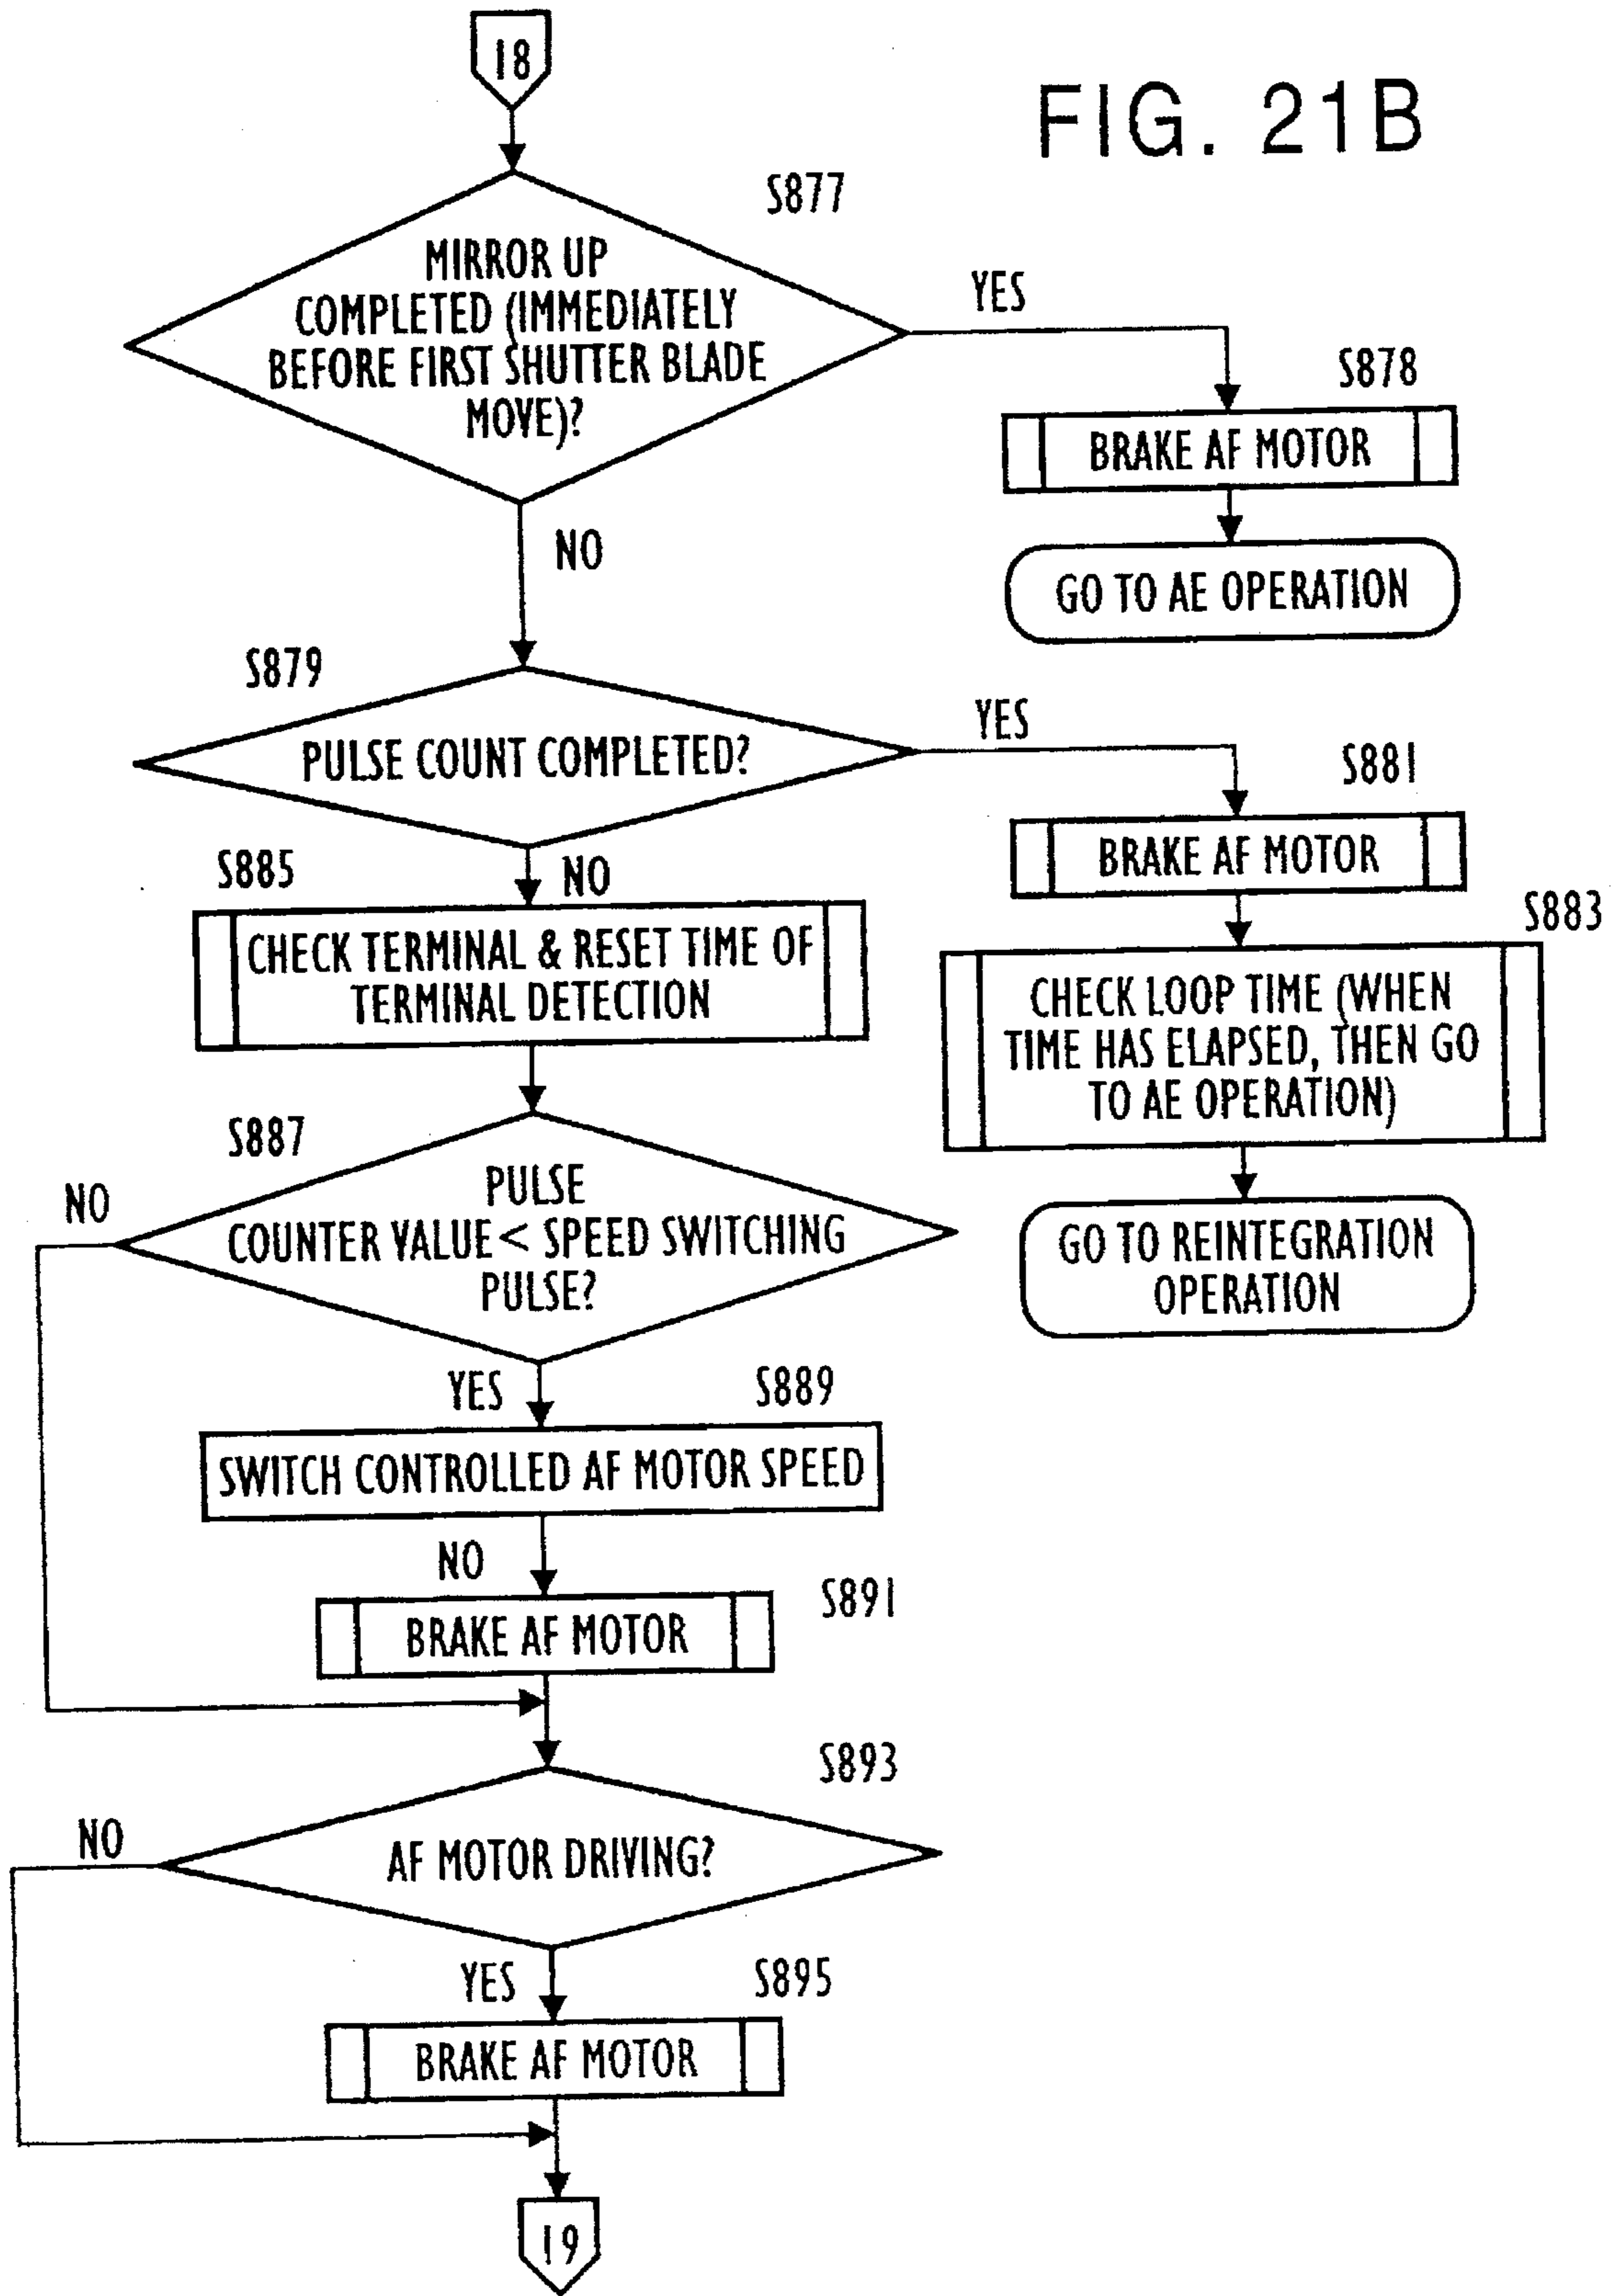 18
FIG. 21B
S877
MIRROR UP
COMPLETED (IMMEDIATELY
BEFORE FIRST SHUTTER BLADE
MOVE)?
YES
S878
BRAKE AF MOTOR
GO TO AE OPERATION
NO
S879
PULSE COUNT COMPLETED?
YES
S881
BRAKE AF MOTOR
S883
CHECK LOOP TIME (WHEN
TIME HAS ELAPSED, THEN GO
TO AE OPERATION)
GO TO REINTEGRATION
OPERATION
NO
S885
CHECK TERMINAL & RESET TIME OF
TERMINAL DETECTION
S887
NO
PULSE
COUNTER VALUE < SPEED SWITCHING
PULSE?
YES
S889
SWITCH CONTROLLED AF MOTOR SPEED
NO
S891
BRAKE AF MOTOR
S893
NO
AF MOTOR DRIVING?
YES
S895
BRAKE AF MOTOR
19